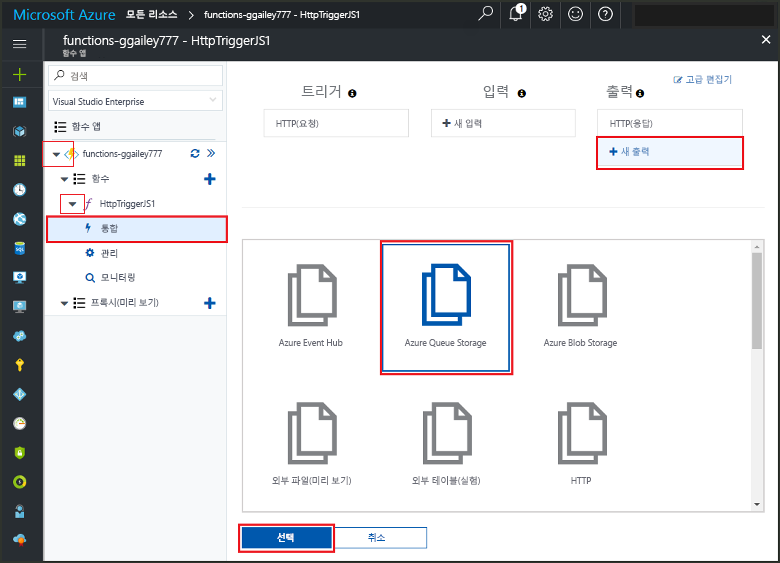 Microsoft Azure 모든 리소스 > functions-ggailey777 - HttpTriggerJS1
1
functions-ggailey777 - HttpTriggerJS1
함수 앱
검색
Visual Studio Enterprise
함수 앱
functions-ggailey777
함수
HttpTriggerJS1
통합
관리
모니터링
프록시(미리 보기)
고급 편집기
트리거
입력
출력
HTTP(요청)
새 입력
HTTP(응답)
새 출력
Azure Event Hub
Azure Queue Storage
Azure Blob Storage
외부 파일(미리 보기)
외부 테이블(실험)
HTTP
선택
취소